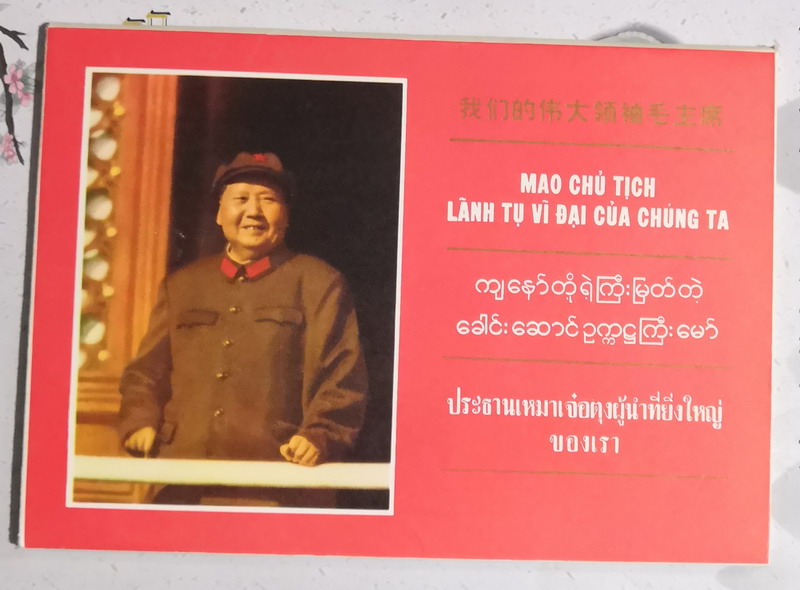 我们的伟大領袖毛主席
MAO CHỦ TỊCH
LÃNH TỤ VĨ ĐẠI CỦA CHÚNG TA
ကျနော်တို့ရဲ့ကြီးမြတ်တဲ့
ခေါင်းဆောင်ဥက္ကဋ္ဌကြီးမော်
ประธานเหมาเจ๋อตุงผู้นำที่ยิ่งใหญ่
ของเรา